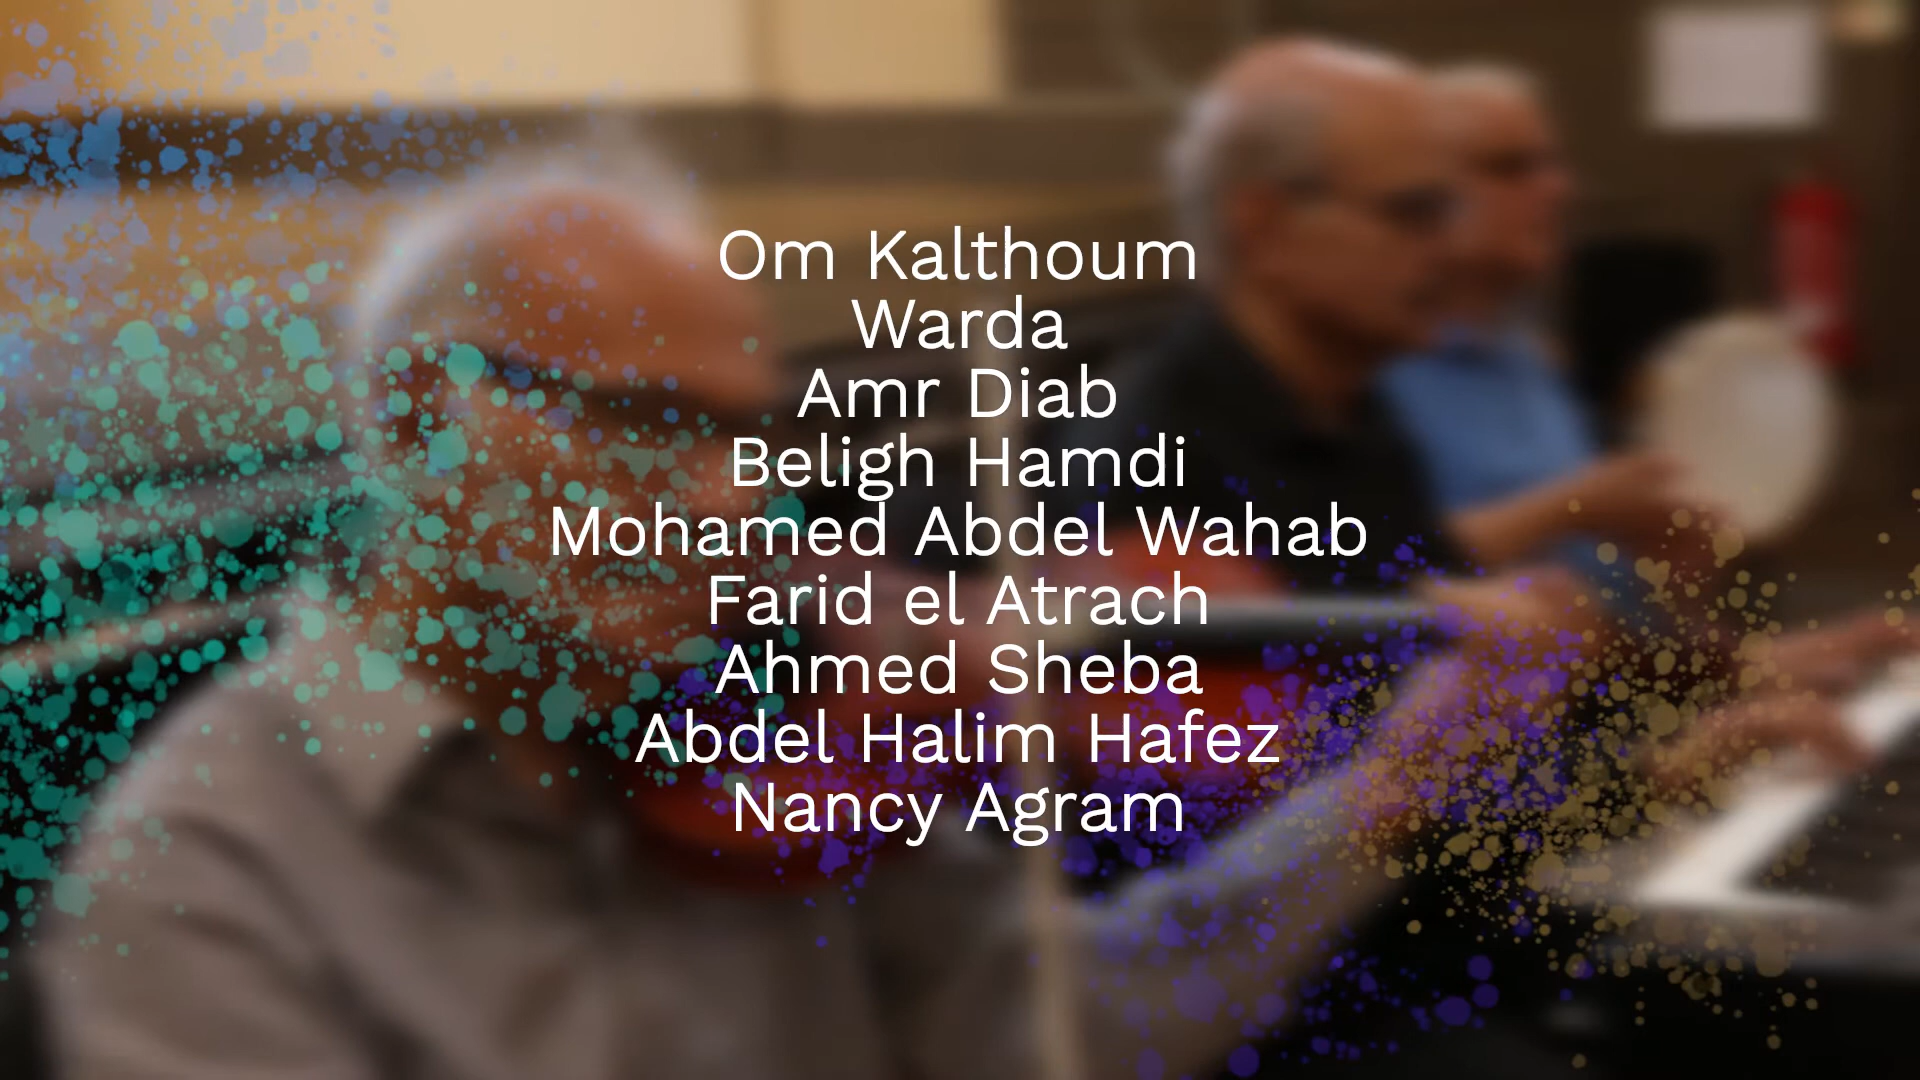 Om Kalthoum
Warda
Amr Diab
Beligh Hamdi
Mohamed Abdel Wahab
Farid el Atrach
Ahmed Sheba
Abdel Halim Hafez
Nancy Agram